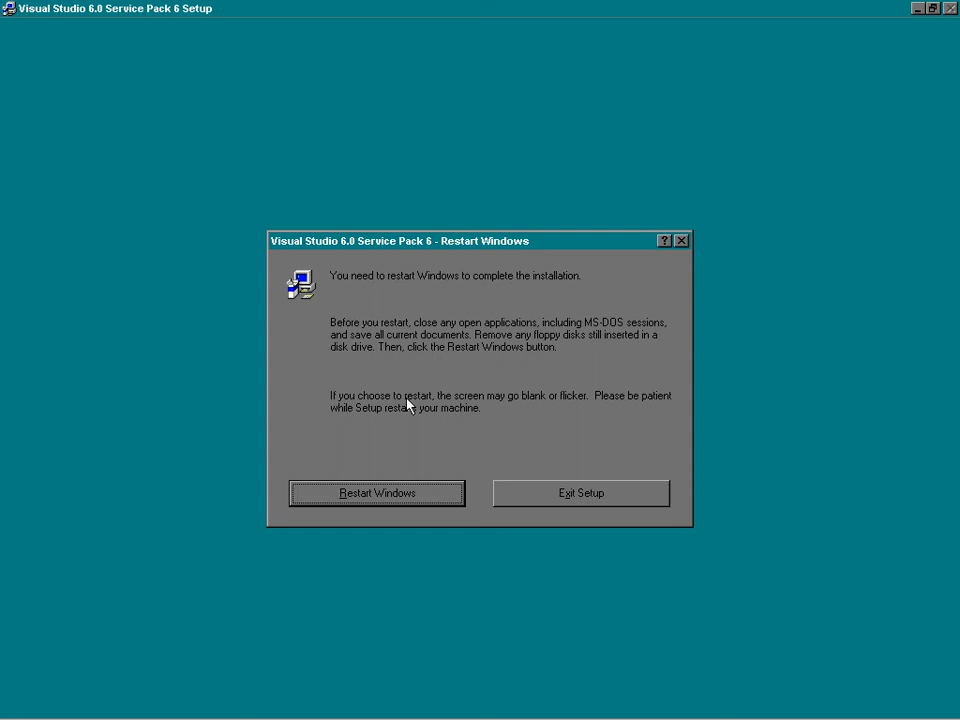 Visual Studio 6.0 Service Pack 6 Setup
Visual Studio 6.0 Service Pack 6 - Restart Windows
You need to restart Windows to complete the installation.
Before you restart, close any open applications, including MS-DOS sessions,
and save all current documents. Remove any floppy disks still inserted in a
disk drive. Then, click the Restart Windows button.
If you choose to restart, the screen may go blank or flicker. Please be patient
while Setup restarts your machine.
Restart Windows
Exit Setup